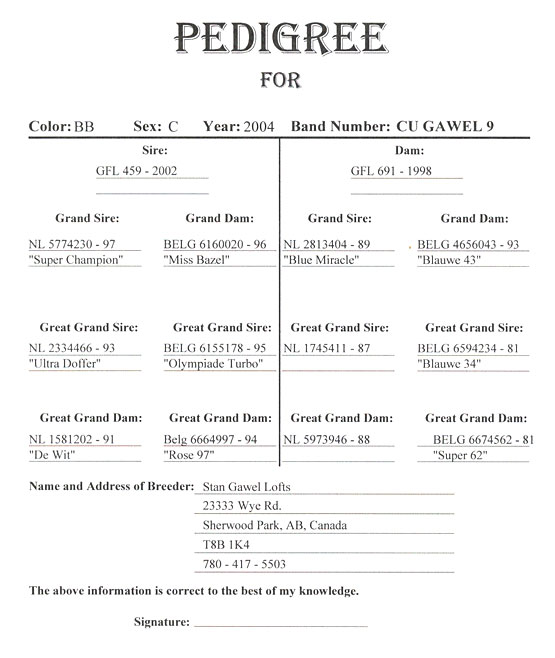 PEDIGREE
FOR
Color: BB Sex: C Year: 2004 Band Number: CU GAWEL 9
Sire: Dam:
GFL 459 - 2002 GFL 691 - 1998
Grand Sire: Grand Dam: Grand Sire: Grand Dam:
NL 5774230 - 97 BELG 6160020 - 96 NL 2813404 - 89 BELG 4656043 - 93
"Super Champion" "Miss Bazel" "Blue Miracle" "Blauwe 43"
Great Grand Sire: Great Grand Sire: Great Grand Sire: Great Grand Sire:
NL 2334466 - 93 BELG 6155178 - 95 NL 1745411 - 87 BELG 6594234 - 81
"Ultra Doffer" "Olympiade Turbo" "Blauwe 34"
Great Grand Dam: Great Grand Dam: Great Grand Dam: Great Grand Dam:
NL 1581202 - 91 Belg 6664997 - 94 NL 5973946 - 88 BELG 6674562 - 81
"De Wit" "Rose 97" "Super 62"
Name and Address of Breeder: Stan Gawel Lofts
23333 Wye Rd.
Sherwood Park, AB, Canada
T8B 1K4
780 - 417 - 5503
The above information is correct to the best of my knowledge.
Signature: